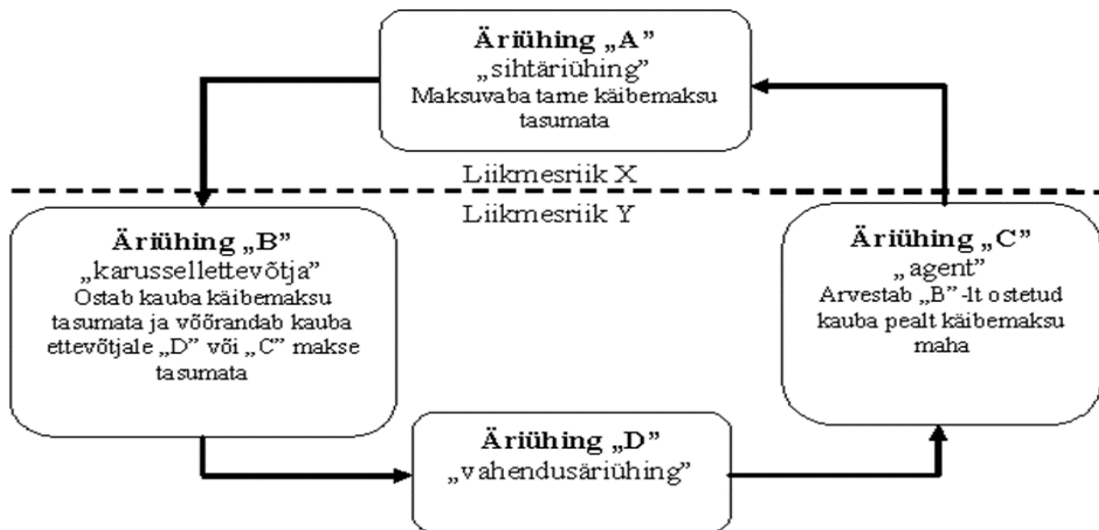 Äriühing „A”
„sihtäriühing”
Maksuvaba tarne käibemaksu
tasumata
Liikmesriik X
Liikmesriik Y
Äriühing „B”
„karussellettevõtja”
Ostab kauba käibemaksu
tasumata ja võõrandab kauba
ettevõtjale „D” või „C” makse
tasumata
Äriühing „C”
„agent”
Arvestab „B”-lt ostetud
kauba pealt käibemaksu
maha
Äriühing „D”
„vahendusäriühing”